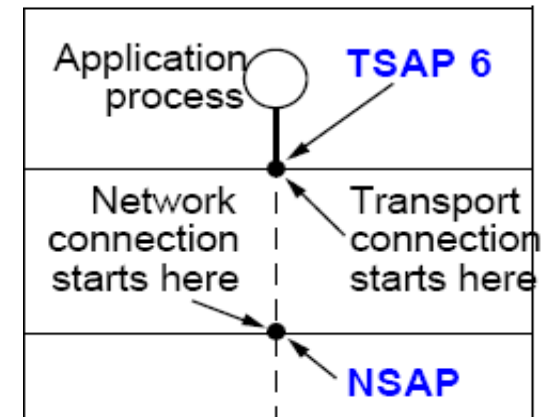 Application
process
TSAP 6
Network
connection
starts here
Transport
connection
starts here
NSAP